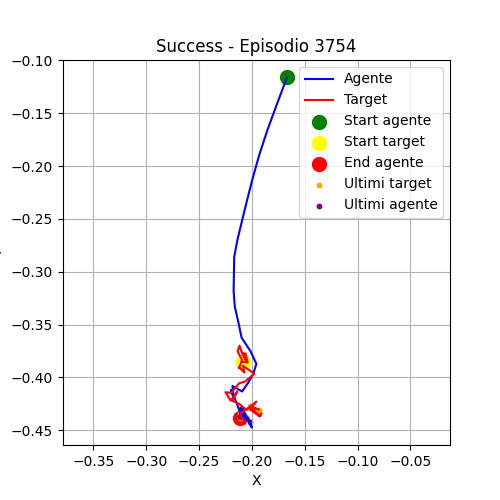 Success - Episodio 3754
Agente
Target
Start agente
Start target
End agente
Ultimi target
Ultimi agente
−0.10
−0.15
−0.20
−0.25
−0.30
−0.35
−0.40
−0.45
−0.35 −0.30 −0.25 −0.20 −0.15 −0.10 −0.05
X